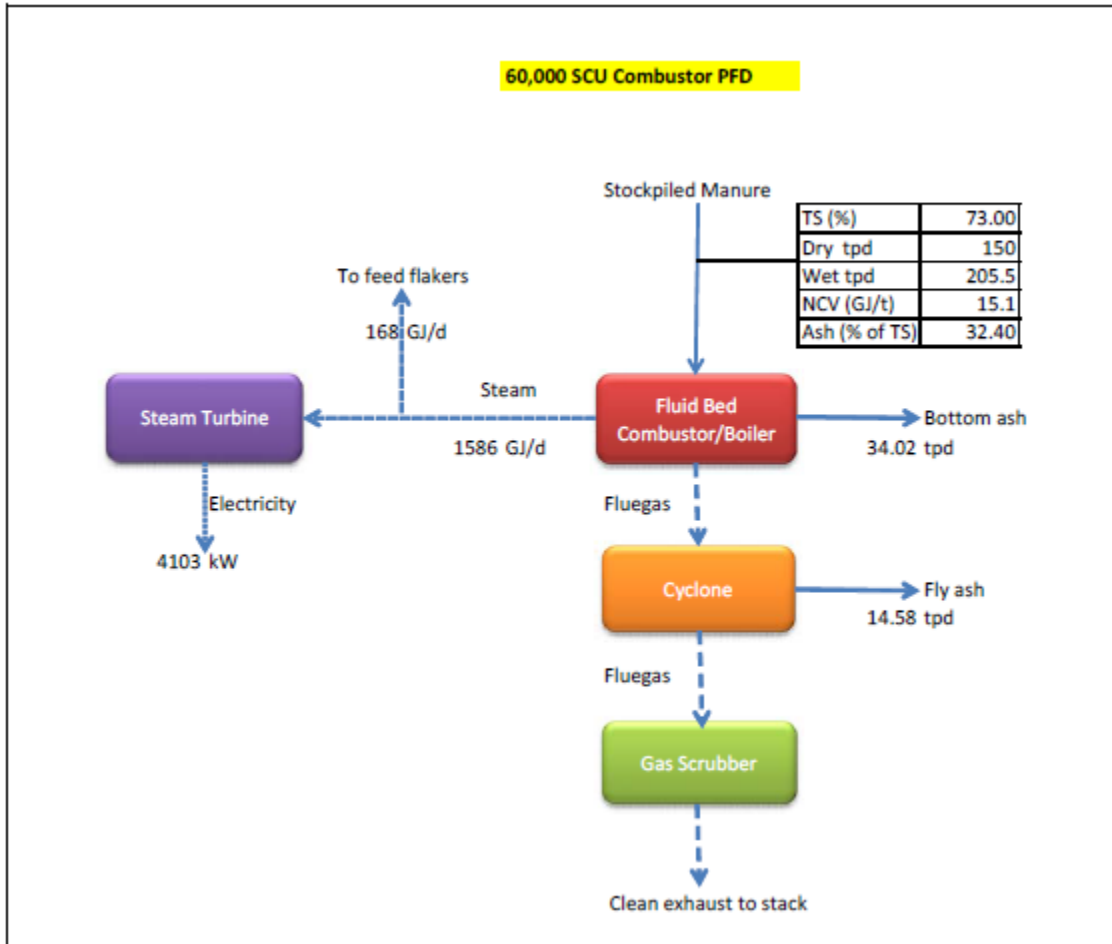 60,000 SCU Combustor PFD
Stockpiled Manure
TS (%) 73.00
Dry tpd 150
Wet tpd 205.5
NCV (GJ/t) 15.1
Ash (% of TS) 32.40
To feed flakers
168 GJ/d
Steam
Steam Turbine
Fluid Bed
Combustor/Boiler
Bottom ash
1586 GJ/d
34.02 tpd
Electricity
Fluegas
4103 kW
Cyclone
Fly ash
14.58 tpd
Fluegas
Gas Scrubber
Clean exhaust to stack